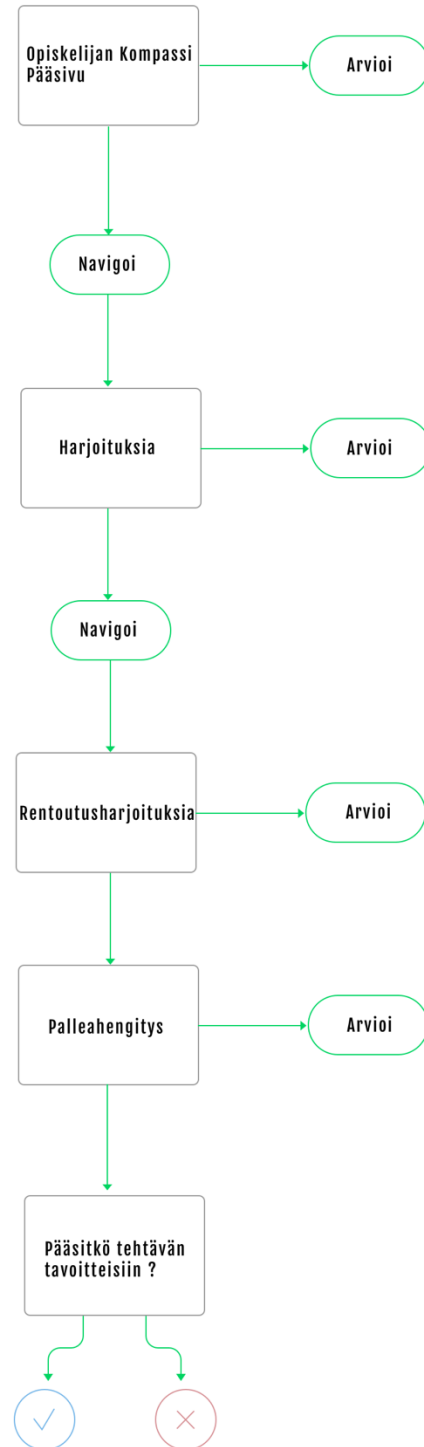 Opiskelijan Kompassi
Pääsivu
Arvioi
Navigoi
Harjoituksia
Arvioi
Navigoi
Rentoutusharjoituksia
Arvioi
Palleahengitys
Arvioi
Pääsitkö tehtävän
tavoitteisiin ?